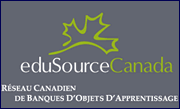 eduSourceCanada
RÉSEAU CANADIEN
DE BANQUES D'OBJETS D'APPRENTISSAGE